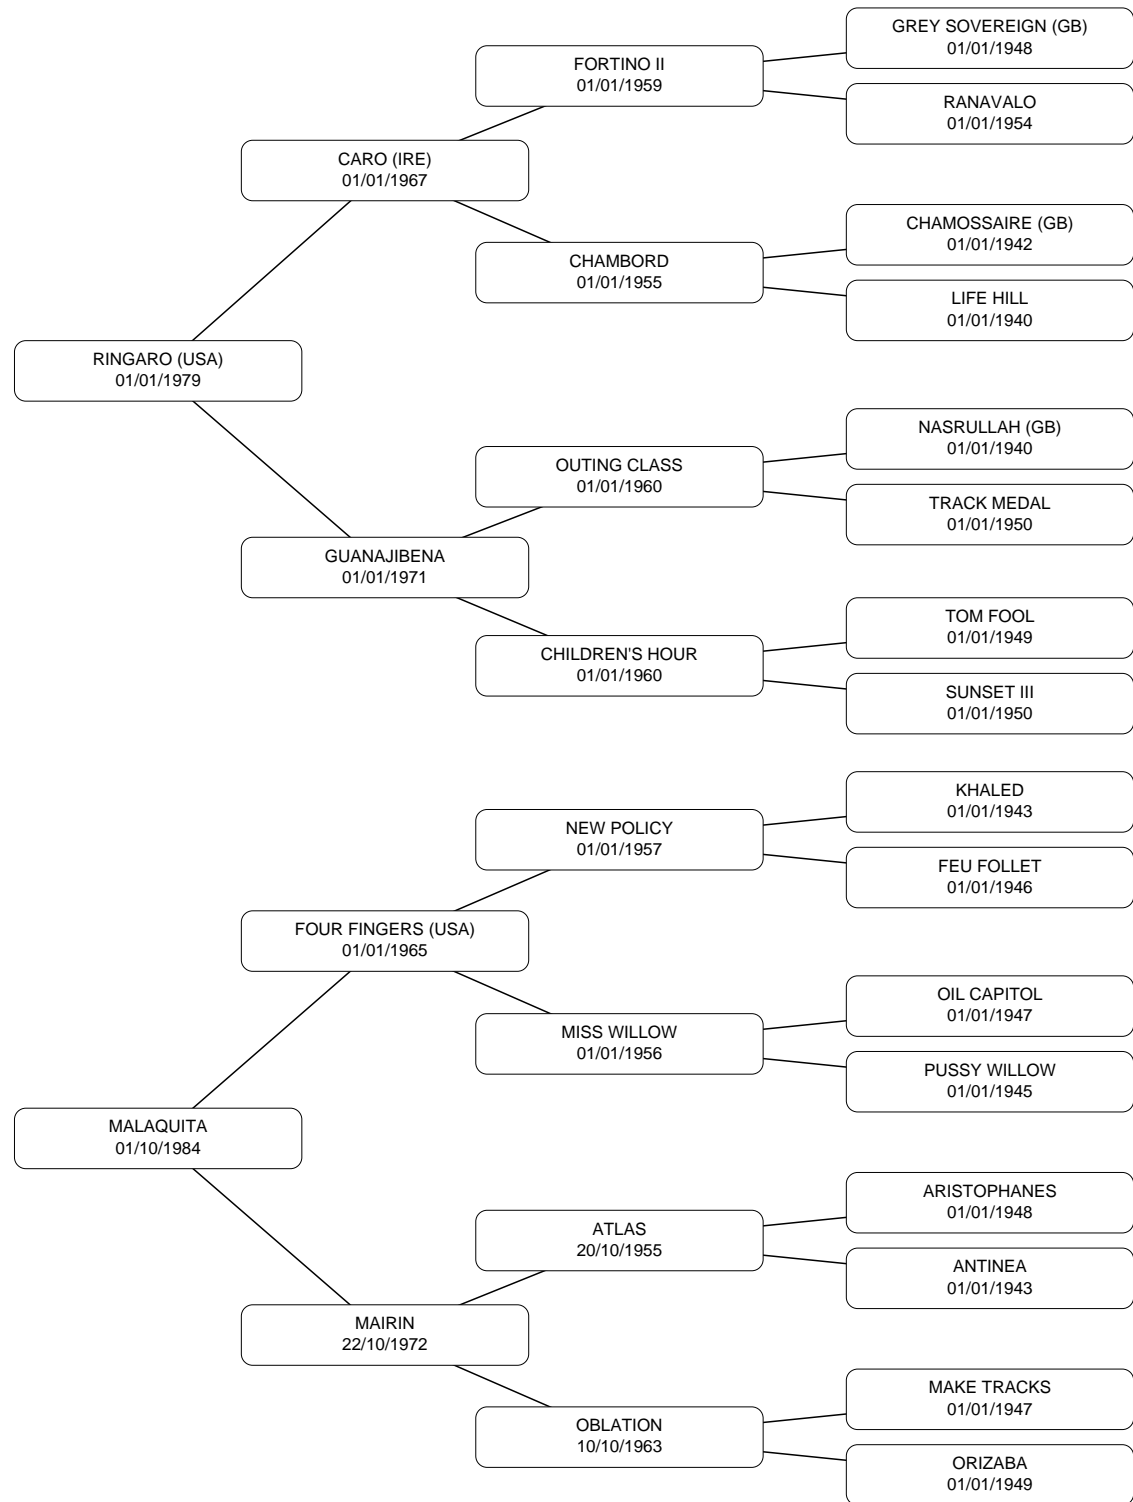 GREY SOVEREIGN (GB)
01/01/1948
FORTINO II
01/01/1959
RANAVALO
01/01/1954
CARO (IRE)
01/01/1967
CHAMOSSAIRE (GB)
01/01/1942
CHAMBORD
01/01/1955
LIFE HILL
01/01/1940
RINGARO (USA)
01/01/1979
NASRULLAH (GB)
01/01/1940
OUTING CLASS
01/01/1960
TRACK MEDAL
01/01/1950
GUANAJIBENA
01/01/1971
TOM FOOL
01/01/1949
CHILDREN'S HOUR
01/01/1960
SUNSET III
01/01/1950
KHALED
01/01/1943
NEW POLICY
01/01/1957
FEU FOLLET
01/01/1946
FOUR FINGERS (USA)
01/01/1965
OIL CAPITOL
01/01/1947
MISS WILLOW
01/01/1956
PUSSY WILLOW
01/01/1945
MALAQUITA
01/10/1984
ARISTOPHANES
01/01/1948
ATLAS
20/10/1955
ANTINEA
01/01/1943
MAIRIN
22/10/1972
MAKE TRACKS
01/01/1947
OBLATION
10/10/1963
ORIZABA
01/01/1949